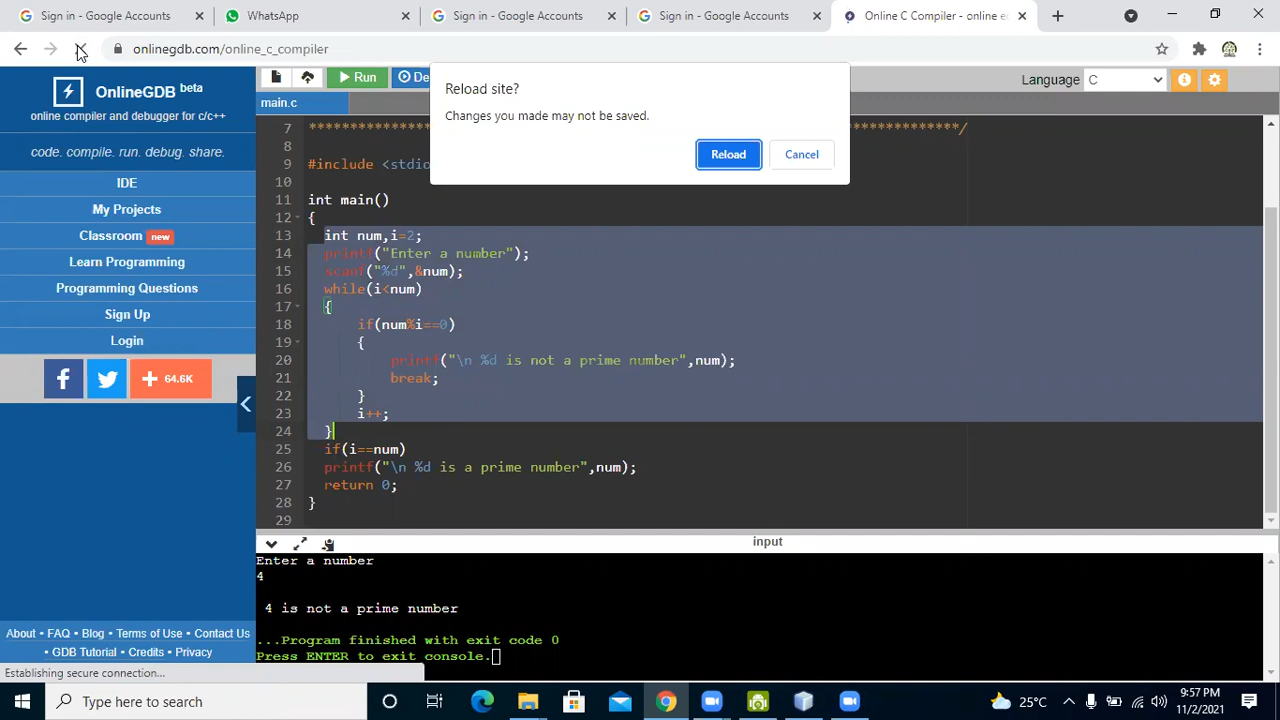 Sign in - Google Accounts
WhatsApp
Sign in - Google Accounts
Sign in - Google Accounts
Online C Compiler - online e
onlinegdb.com/online_c_compiler
OnlineGDB beta
online compiler and debugger for c/c++
code. compile. run. debug. share.
IDE
My Projects
Classroom new
Learn Programming
Programming Questions
Sign Up
Login
64.6K
About • FAQ • Blog • Terms of Use • Contact Us
• GDB Tutorial • Credits • Privacy
Establishing secure connection...
Run
De
Language C
main.c
Reload site?
Changes you made may not be saved.
Reload
Cancel
7 ******************************************************************************/
8
9 #include <stdio
10
11 int main()
12 {
13 int num,i=2;
14 printf("Enter a number");
15 scanf("%d",&num);
16 while(i<num)
17 {
18 if(num%i==0)
19 {
20 printf("\n %d is not a prime number",num);
21 break;
22 }
23 i++;
24 }
25 if(i==num)
26 printf("\n %d is a prime number",num);
27 return 0;
28 }
29
input
Enter a number
4
4 is not a prime number
...Program finished with exit code 0
Press ENTER to exit console.
Type here to search
25°C
9:57 PM
11/2/2021